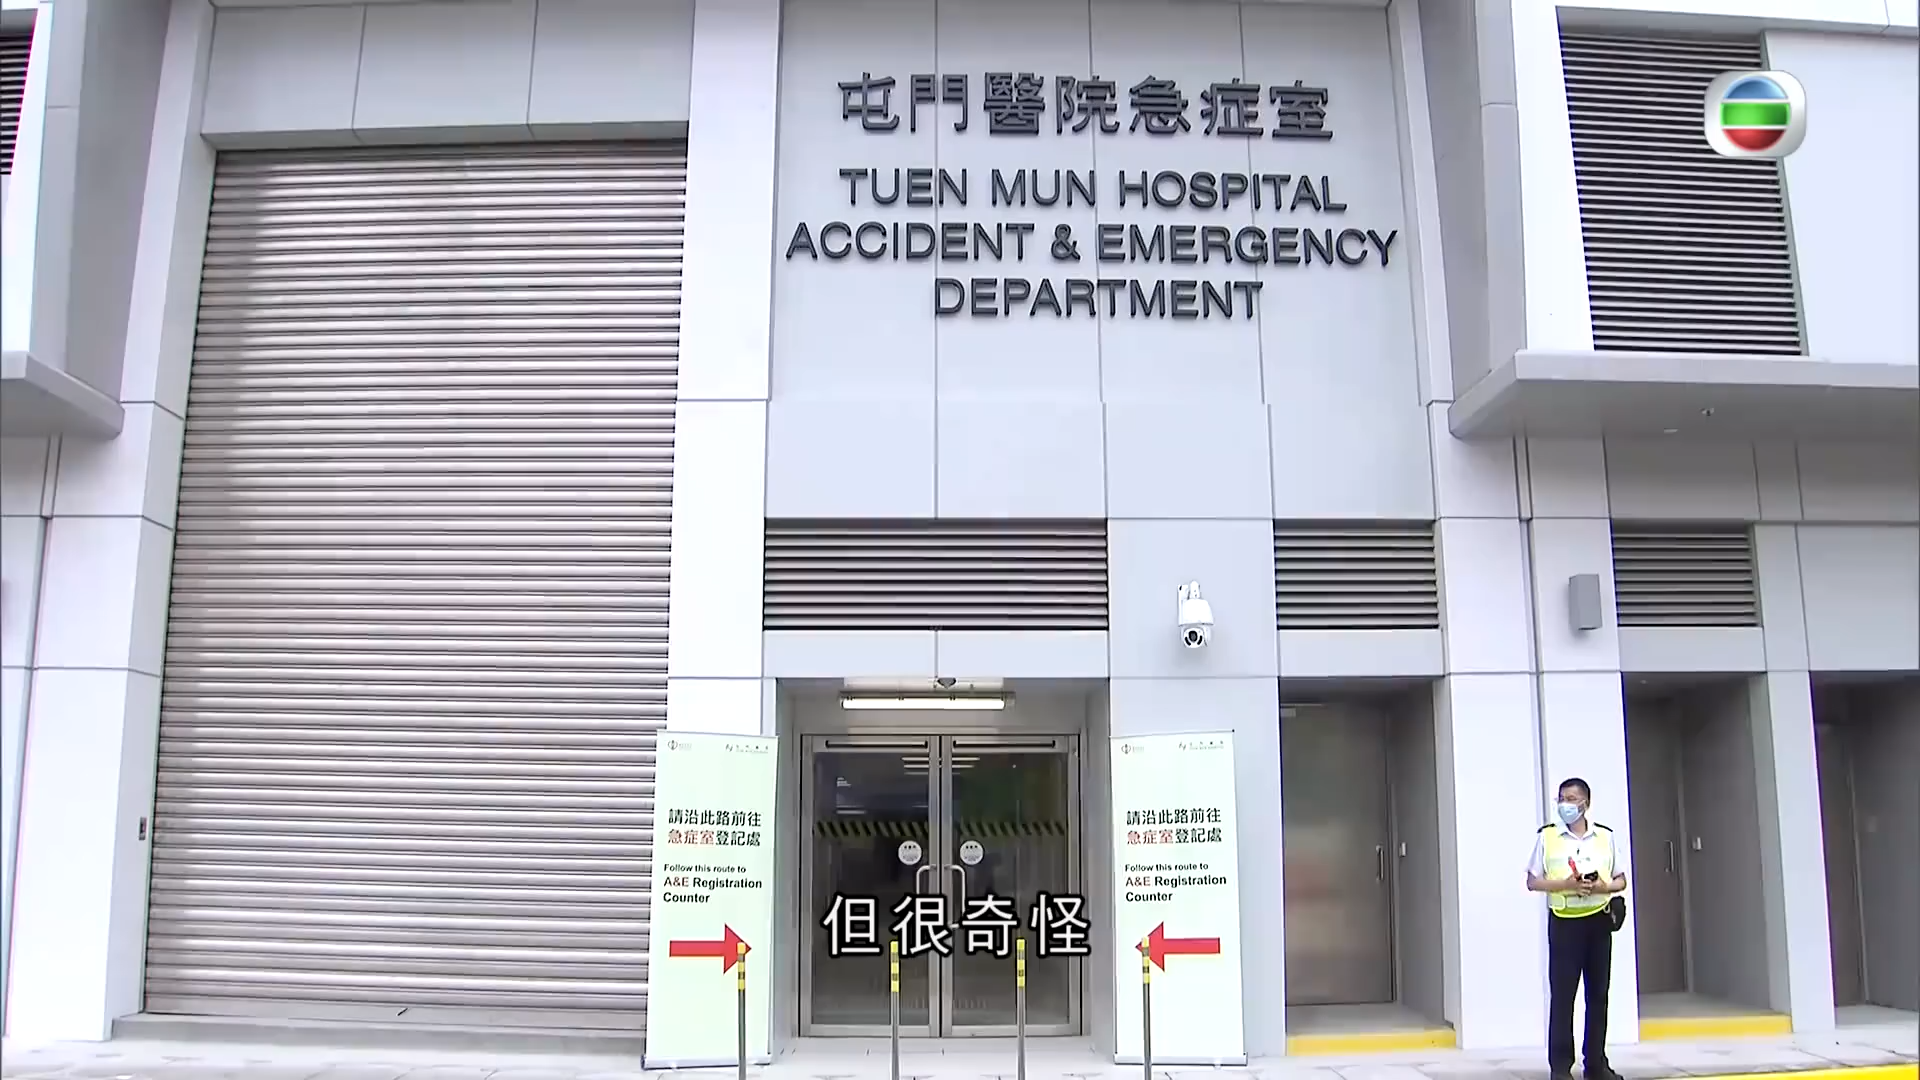 屯門醫院急症室
TUEN MUN HOSPITAL
ACCIDENT & EMERGENCY
DEPARTMENT
請沿此路前往
急症室登記處
Follow this route to
A&E Registration
Counter
請沿此路前往
急症室登記處
Follow this route to
A&E Registration
Counter
但很奇怪